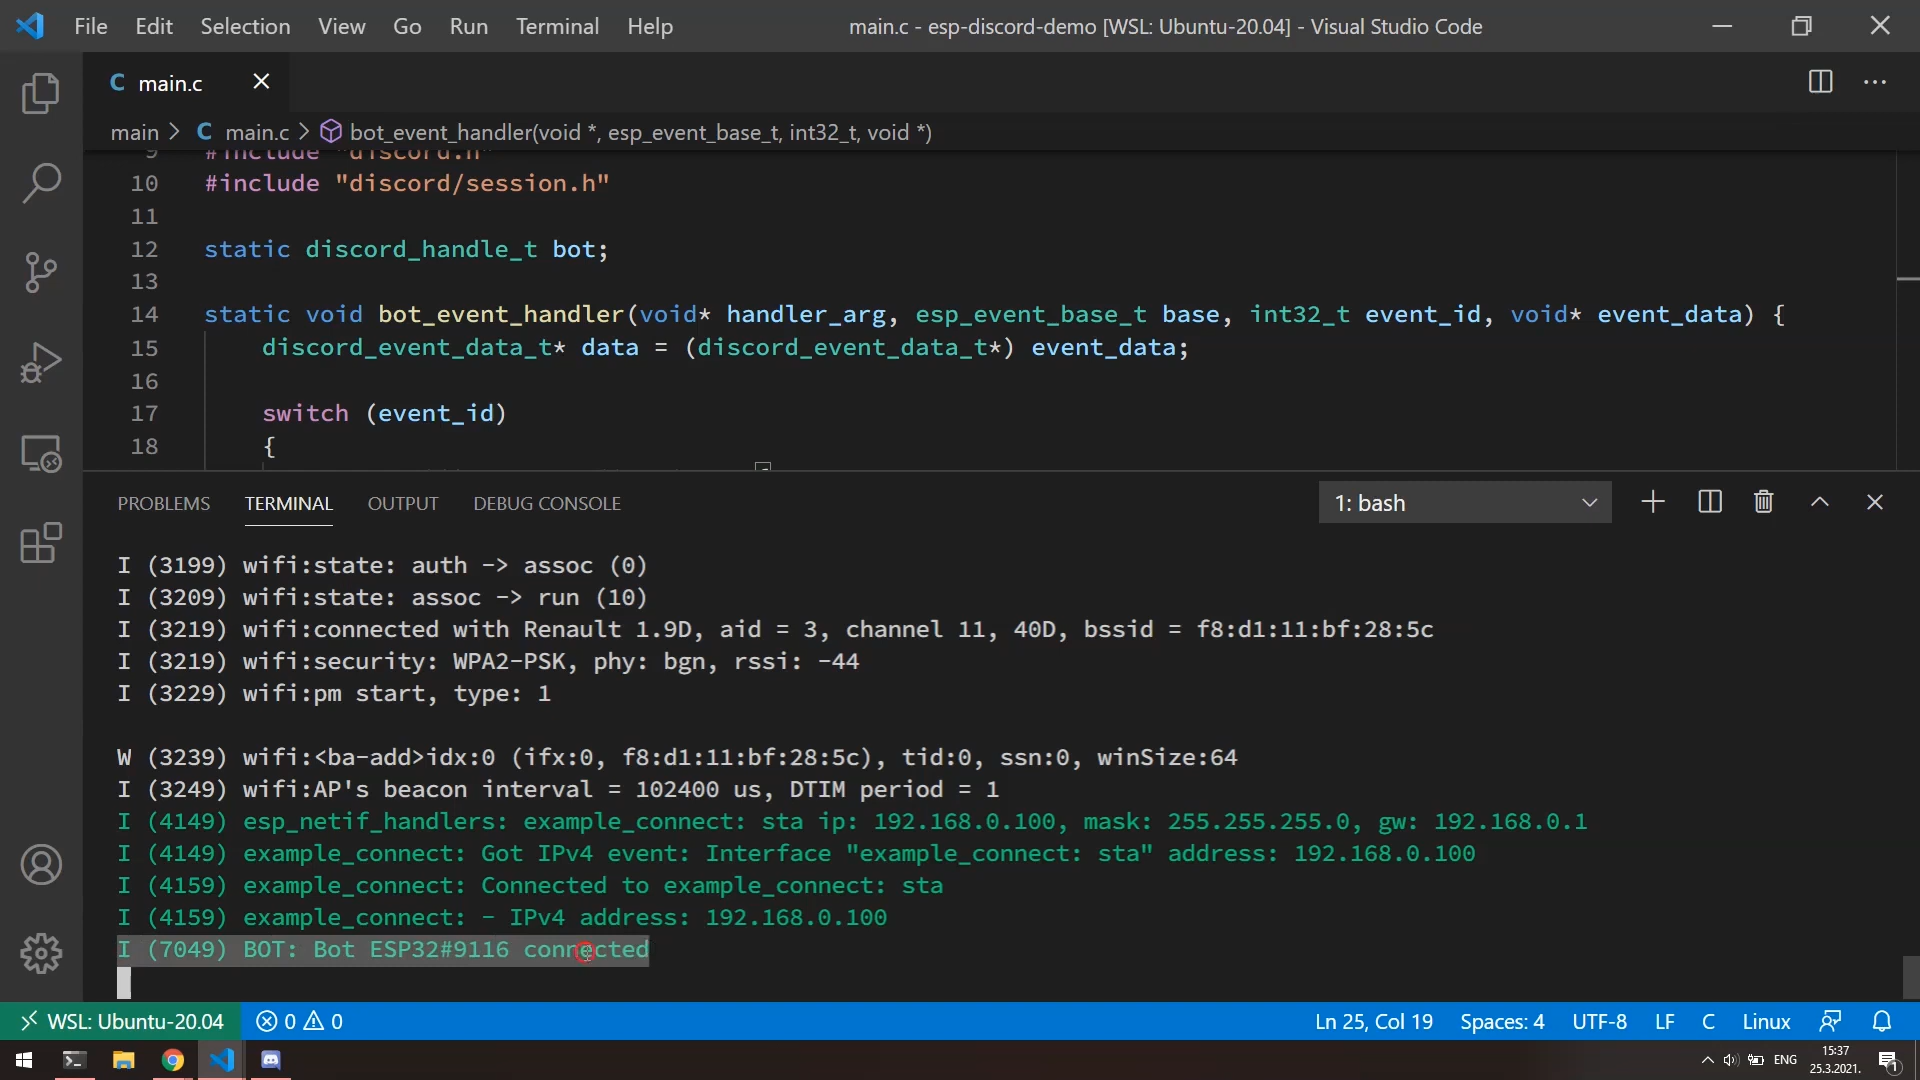 File Edit Selection View Go Run Terminal Help main.c - esp-discord-demo [WSL: Ubuntu-20.04] - Visual Studio Code
C main.c
main > C main.c > bot_event_handler(void *, esp_event_base_t, int32_t, void *)
9 #include "discord.h"
10 #include "discord/session.h"
11
12 static discord_handle_t bot;
13
14 static void bot_event_handler(void* handler_arg, esp_event_base_t base, int32_t event_id, void* event_data) {
15 discord_event_data_t* data = (discord_event_data_t*) event_data;
16
17 switch (event_id)
18 {
PROBLEMS TERMINAL OUTPUT DEBUG CONSOLE 1: bash
I (3199) wifi:state: auth -> assoc (0)
I (3209) wifi:state: assoc -> run (10)
I (3219) wifi:connected with Renault 1.9D, aid = 3, channel 11, 40D, bssid = f8:d1:11:bf:28:5c
I (3219) wifi:security: WPA2-PSK, phy: bgn, rssi: -44
I (3229) wifi:pm start, type: 1
W (3239) wifi:<ba-add>idx:0 (ifx:0, f8:d1:11:bf:28:5c), tid:0, ssn:0, winSize:64
I (3249) wifi:AP's beacon interval = 102400 us, DTIM period = 1
I (4149) esp_netif_handlers: example_connect: sta ip: 192.168.0.100, mask: 255.255.255.0, gw: 192.168.0.1
I (4149) example_connect: Got IPv4 event: Interface "example_connect: sta" address: 192.168.0.100
I (4159) example_connect: Connected to example_connect: sta
I (4159) example_connect: - IPv4 address: 192.168.0.100
I (7049) BOT: Bot ESP32#9116 connected
WSL: Ubuntu-20.04 0 0 Ln 25, Col 19 Spaces: 4 UTF-8 LF C Linux
ENG 15:37
25.3.2021. 1